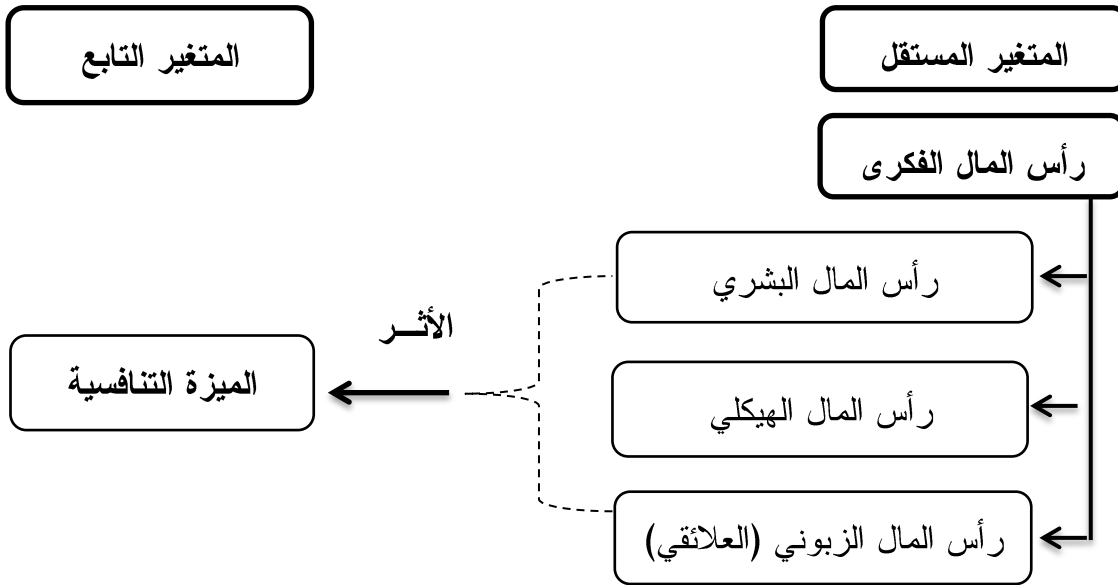 المتغير المستقل
المتغير التابع
رأس المال الفكرى
رأس المال البشري
الأثــر
الميزة التنافسية
رأس المال الهيكلي
رأس المال الزبوني (العلائقي)